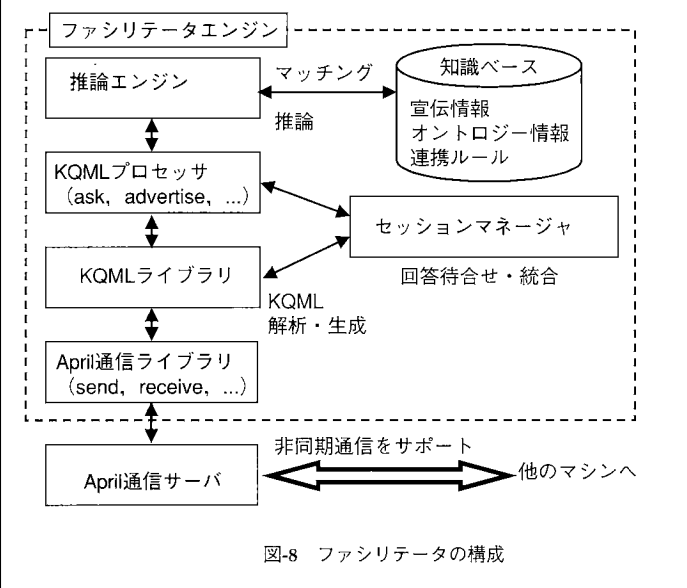 ファシリテータエンジン
推論エンジン
マッチング
推論
知識ベース
宣伝情報
オントロジー情報
連携ルール
KQMLプロセッサ
（ask，advertise，...）
セッションマネージャ
回答待合せ・統合
KQMLライブラリ
KQML
解析・生成
April通信ライブラリ
（send，receive，...）
非同期通信をサポート
April通信サーバ
他のマシンへ
図-8　ファシリテータの構成